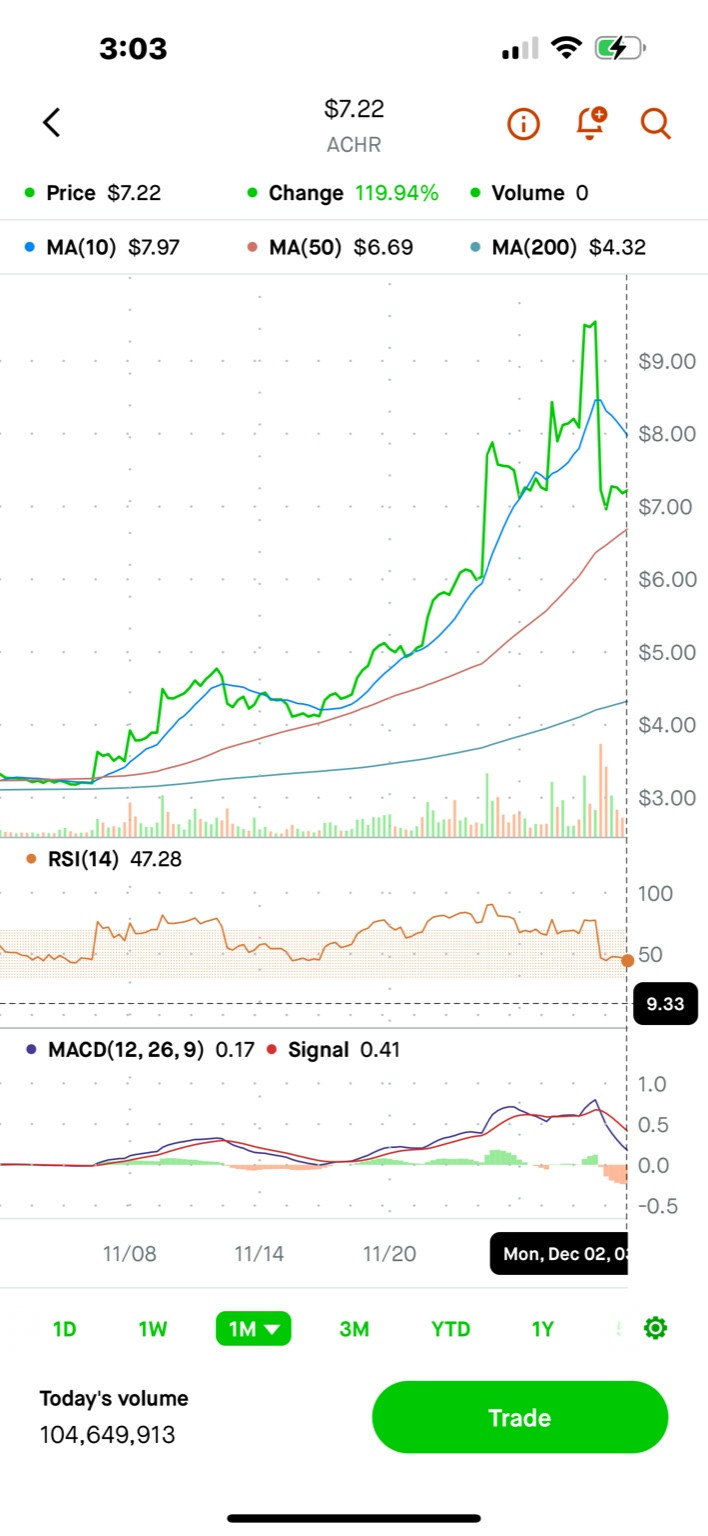 3:03
$7.22
ACHR
Price $7.22 Change 119.94% Volume 0
MA(10) $7.97 MA(50) $6.69 MA(200) $4.32
$9.00
$8.00
$7.00
$6.00
$5.00
$4.00
$3.00
RSI(14) 47.28
100
50
9.33
MACD(12, 26, 9) 0.17 Signal 0.41
1.0
0.5
0.0
-0.5
11/08 11/14 11/20 Mon, Dec 02, 0
1D 1W 1M 3M YTD 1Y
Today's volume
104,649,913
Trade